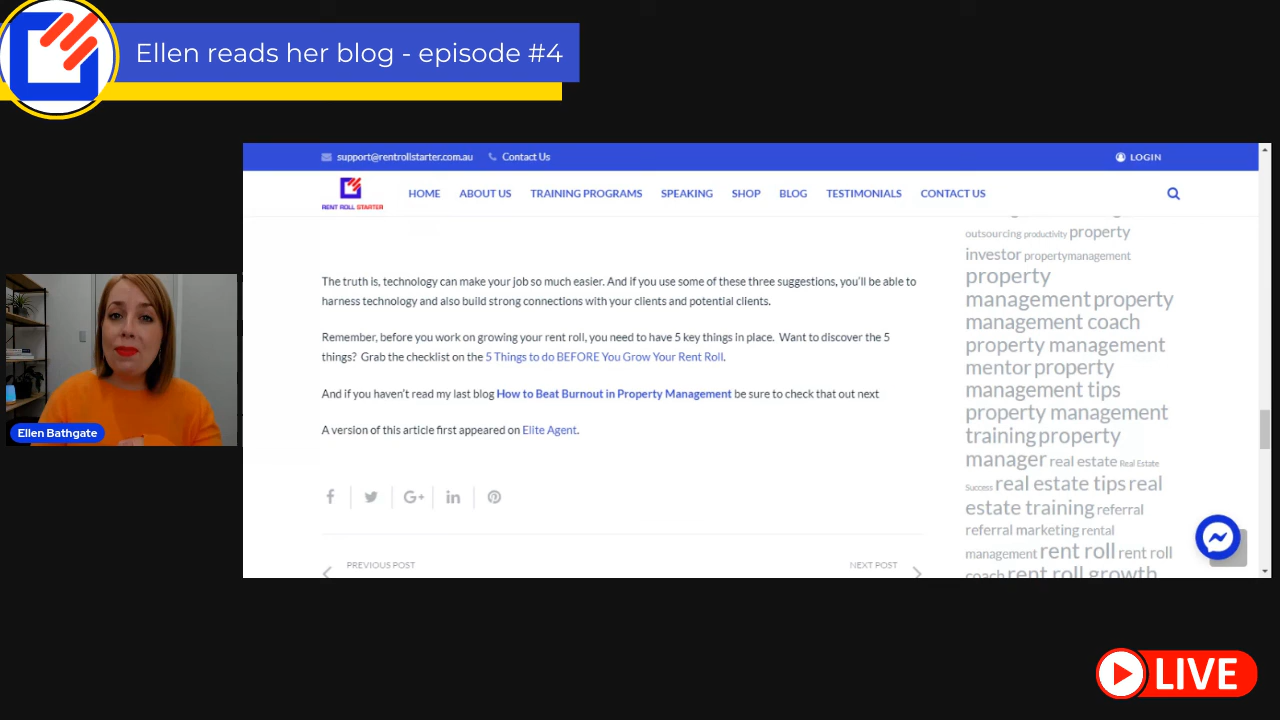 Ellen reads her blog - episode #4
support@rentrollstarter.com.au Contact Us LOGIN
RENT ROLL STARTER
HOME ABOUT US TRAINING PROGRAMS SPEAKING SHOP BLOG TESTIMONIALS CONTACT US
The truth is, technology can make your job so much easier. And if you use some of these three suggestions, you'll be able to
harness technology and also build strong connections with your clients and potential clients.
Remember, before you work on growing your rent roll, you need to have 5 key things in place. Want to discover the 5
things? Grab the checklist on the 5 Things to do BEFORE You Grow Your Rent Roll.
And if you haven't read my last blog How to Beat Burnout in Property Management be sure to check that out next
A version of this article first appeared on Elite Agent.
PREVIOUS POST
NEXT POST
outsourcing productivity property
investor propertymanagement
property
management property
management coach
property management
mentor property
management tips
property management
training property
manager real estate Real Estate
Success real estate tips real
estate training referral
referral marketing rental
management rent roll rent roll
coach rent roll growth
Ellen Bathgate
LIVE